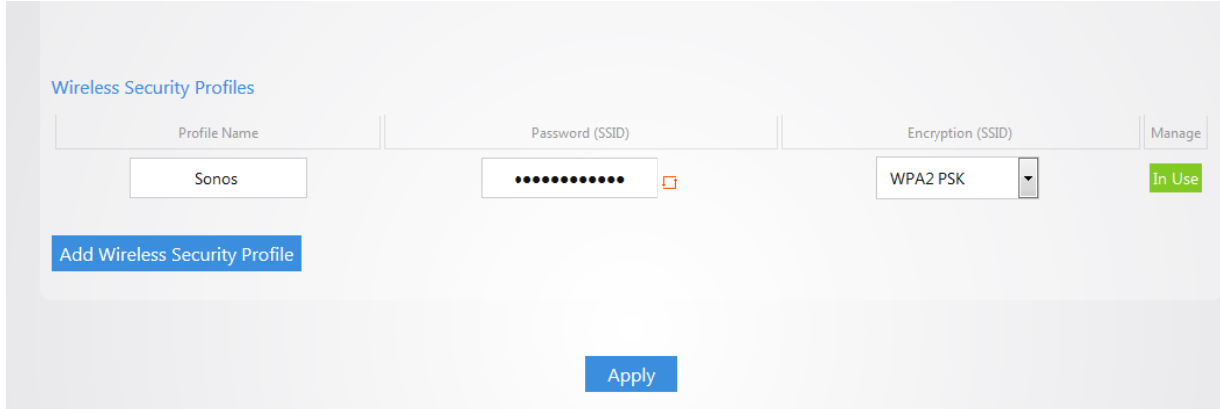 Wireless Security Profiles
Profile Name Password (SSID) Encryption (SSID) Manage
Sonos •••••••••••• WPA2 PSK In Use
Add Wireless Security Profile
Apply